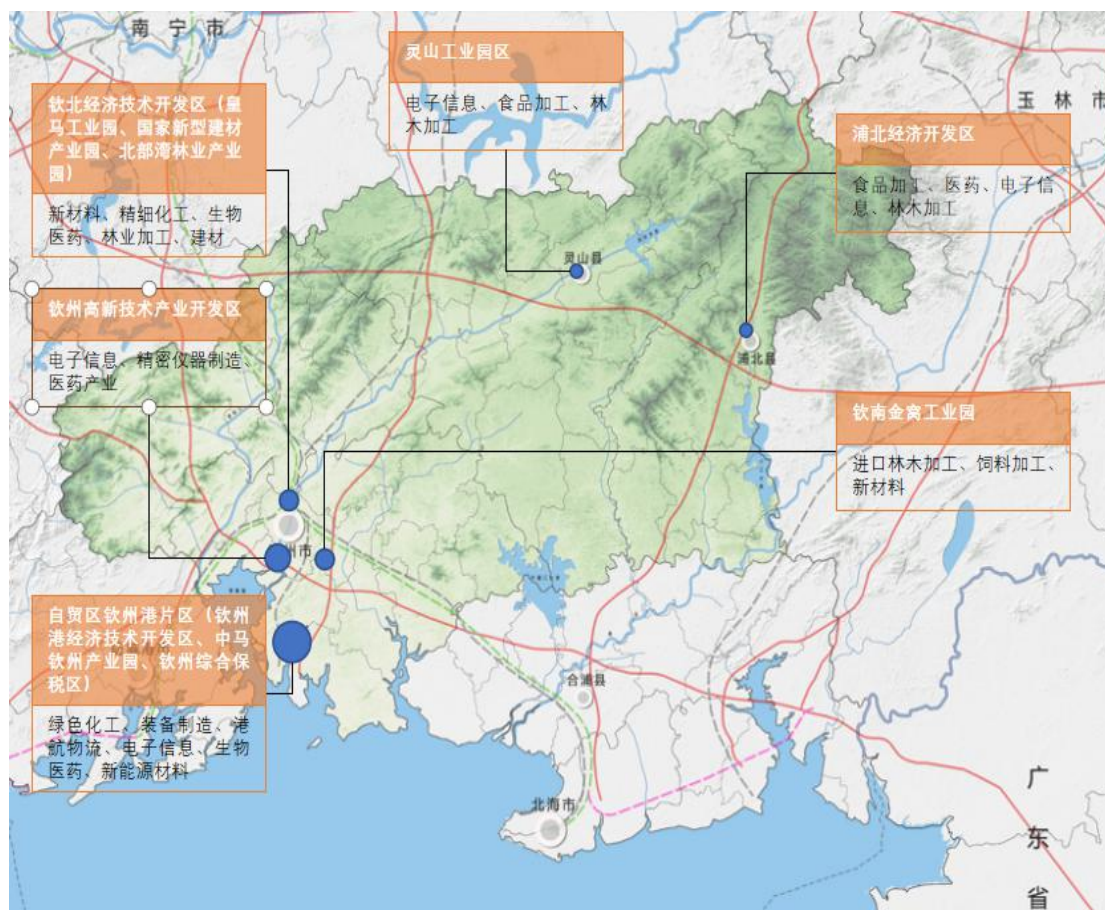 南宁市
灵山工业园区
电子信息、食品加工、林
木加工
钦北经济技术开发区（皇
马工业园、国家新型建材
产业园、北部湾林业产业
园）
新材料、精细化工、生物
医药、林业加工、建材
玉林市
浦北经济开发区
食品加工、医药、电子信
息、林木加工
灵山县
钦州高新技术产业开发区
电子信息、精密仪器制造、
医药产业
浦北县
钦南金窝工业园
进口林木加工、饲料加工、
新材料
州市
自贸区钦州港片区（钦州
港经济技术开发区、中马
钦州产业园、钦州综合保
税区）
绿色化工、装备制造、港
航物流、电子信息、生物
医药、新能源材料
合浦县
北海市
广
东
省